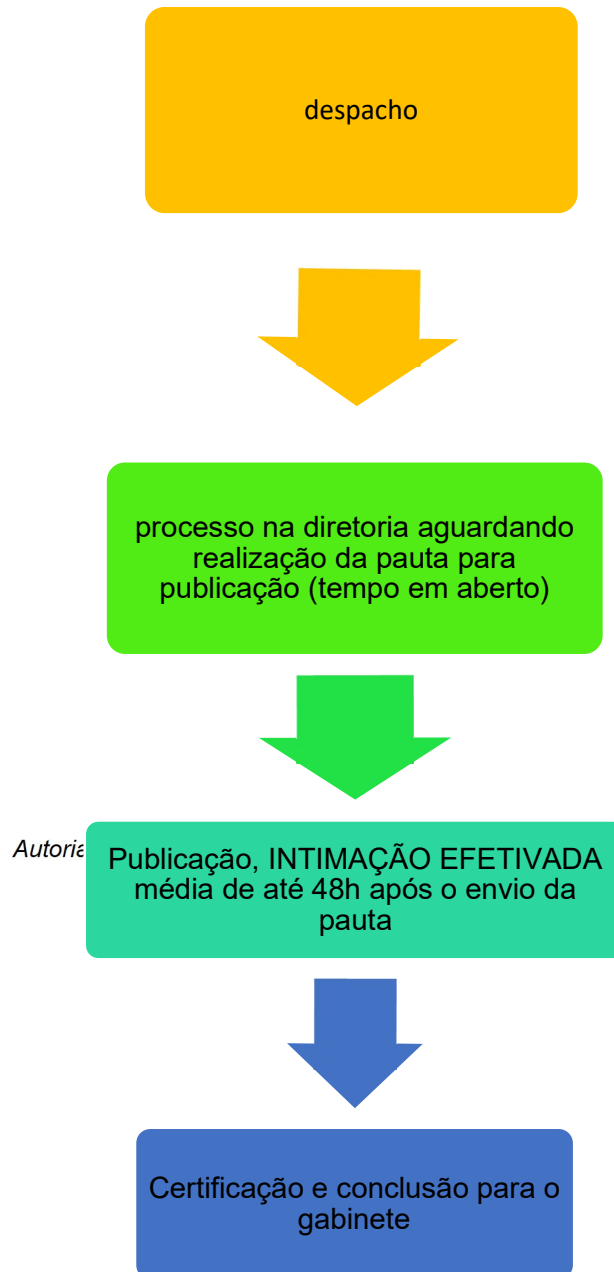 despacho
processo na diretoria aguardando
realização da pauta para
publicação (tempo em aberto)
Autoria
Publicação, INTIMAÇÃO EFETIVADA
média de até 48h após o envio da
pauta
Certificação e conclusão para o
gabinete